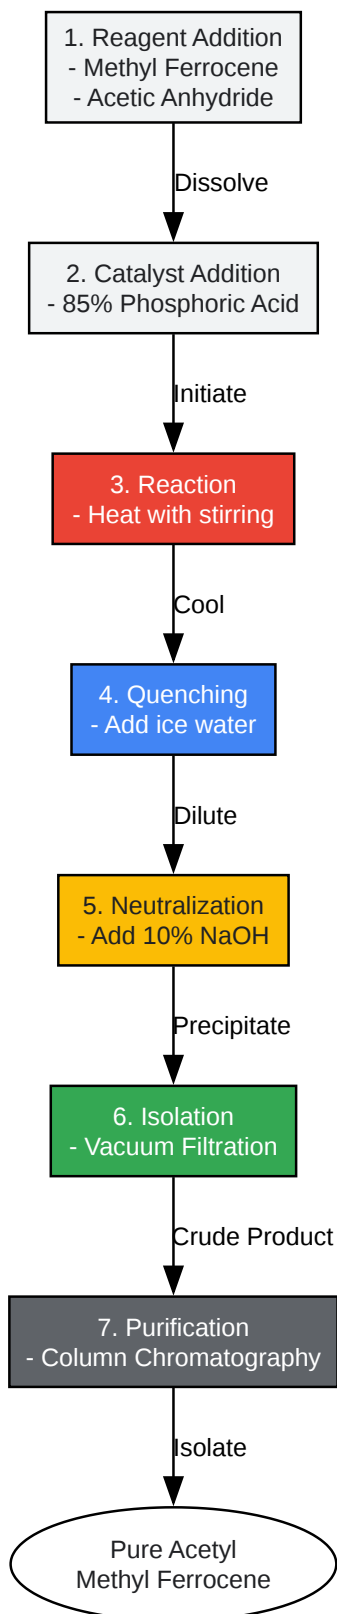 1. Reagent Addition
- Methyl Ferrocene
- Acetic Anhydride
Dissolve
2. Catalyst Addition
- 85% Phosphoric Acid
Initiate
3. Reaction
- Heat with stirring
Cool
4. Quenching
- Add ice water
Dilute
5. Neutralization
- Add 10% NaOH
Precipitate
6. Isolation
- Vacuum Filtration
Crude Product
7. Purification
- Column Chromatography
Isolate
Pure Acetyl
Methyl Ferrocene